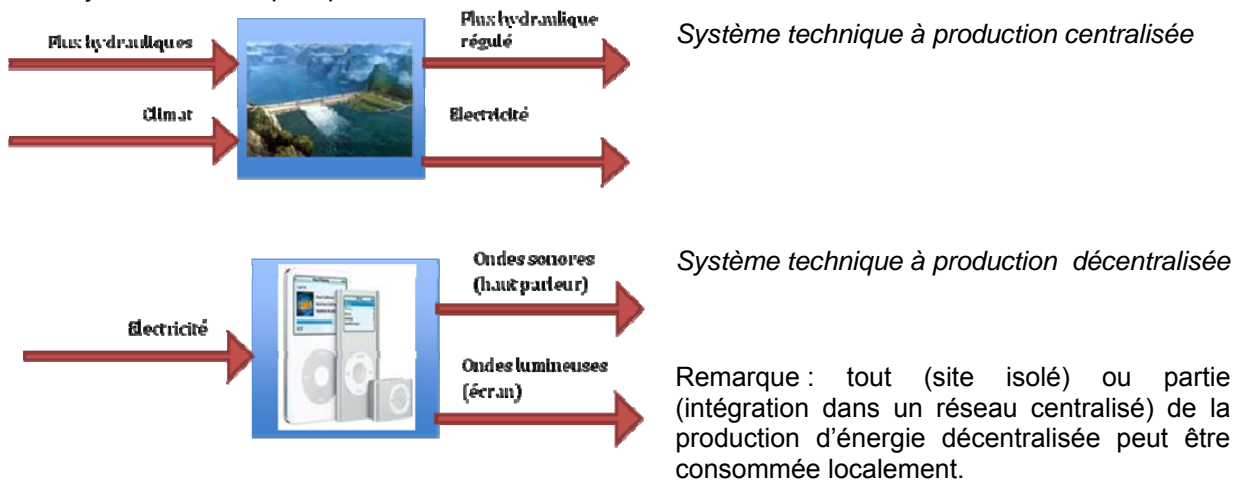 Flux hydrauliques
Climat
Flux hydraulique
régulé
Electricité
Système technique à production centralisée
Electricité
Ondes sonores
(haut parleur)
Ondes lumineuses
(écran)
Système technique à production décentralisée
Remarque : tout (site isolé) ou partie
(intégration dans un réseau centralisé) de la
production d’énergie décentralisée peut être
consommée localement.